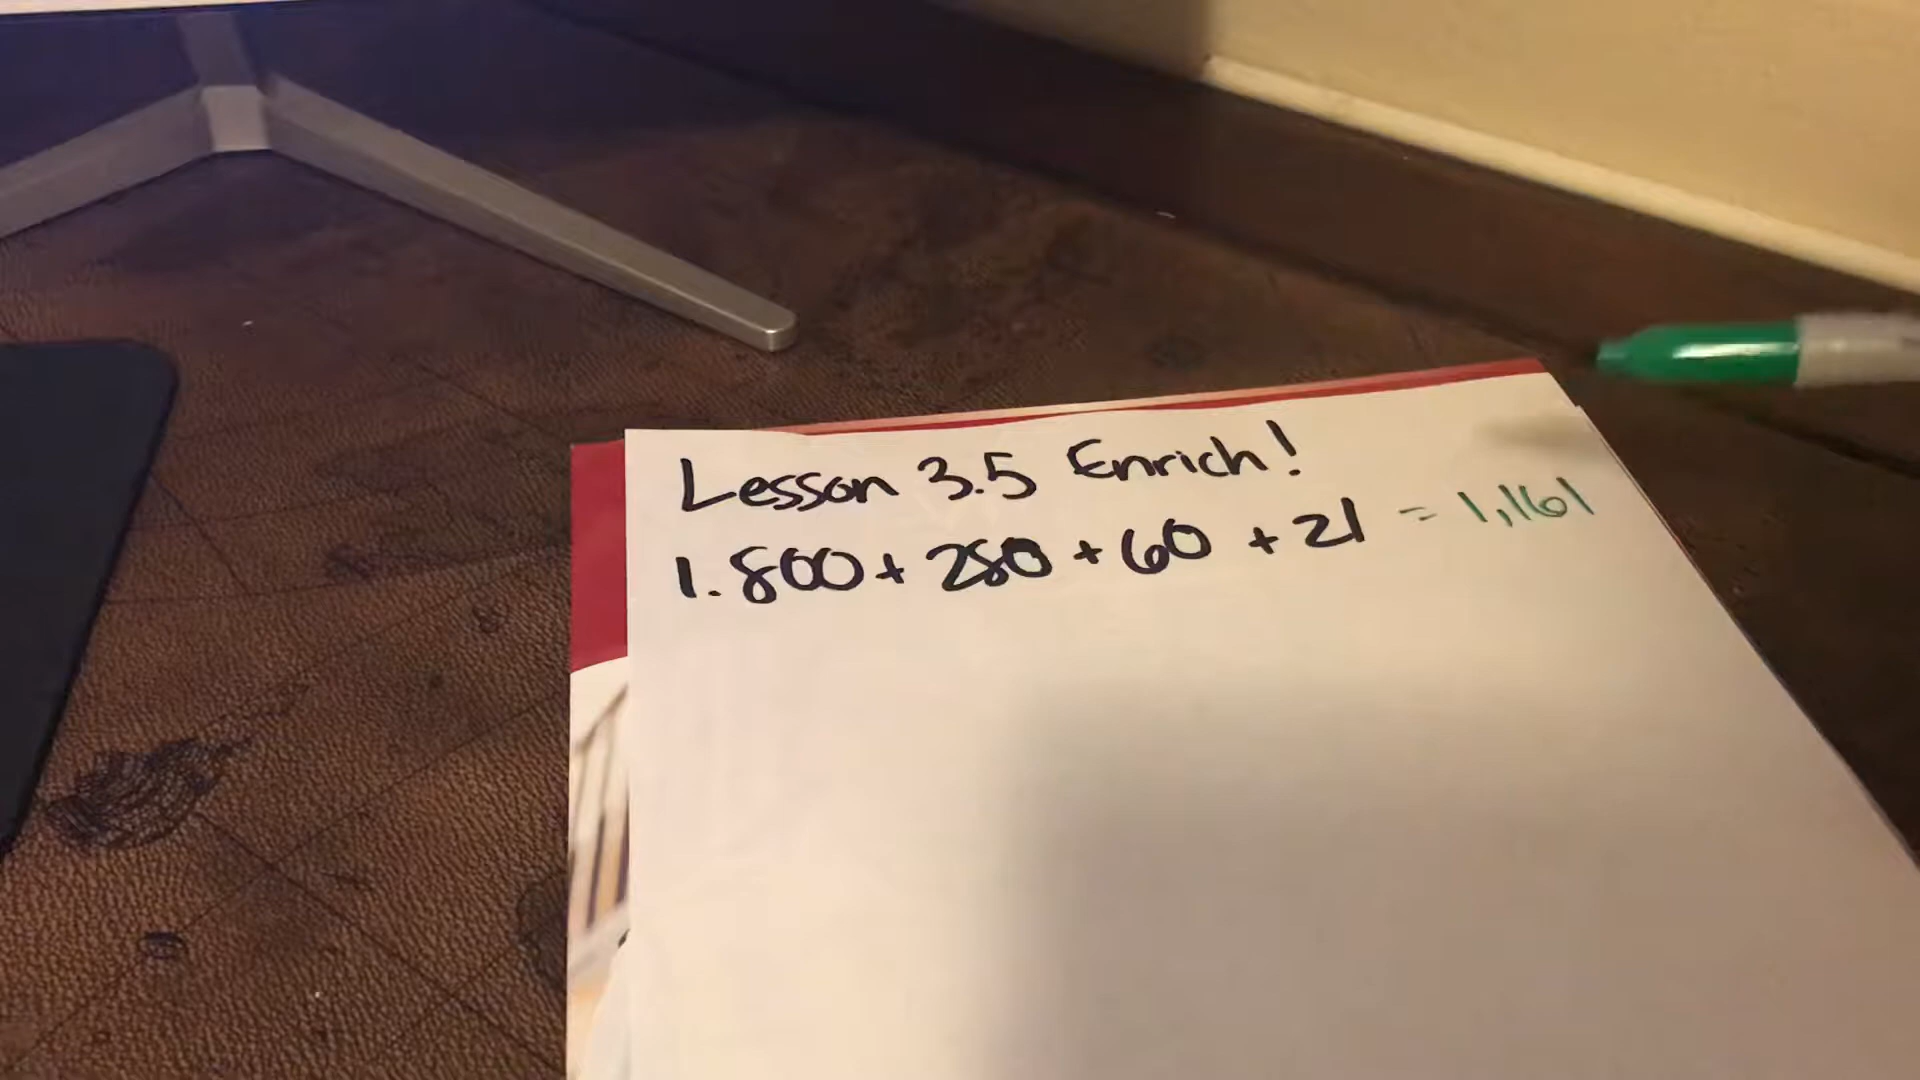 Lesson 3.5 Enrich!
1. 800 + 280 + 60 + 21 = 1,161